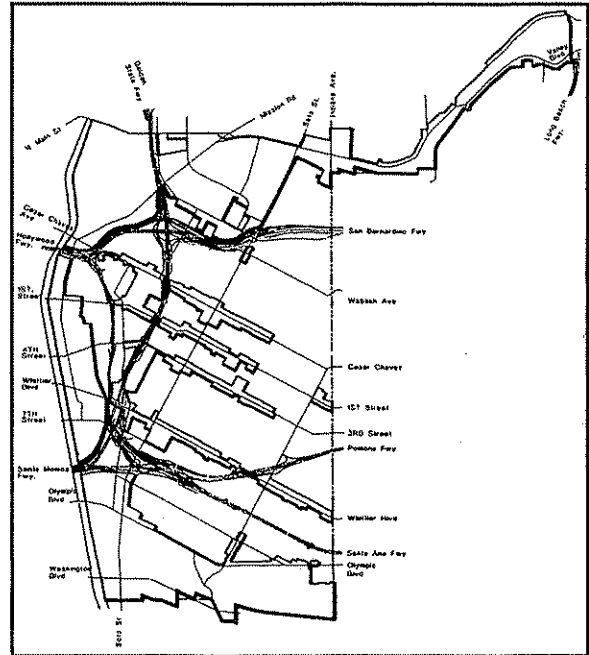 Golden
State Fwy
Mission Rd
Soto St.
Indiana Ave.
Valley
Blvd
Long Beach
Fwy.
N Main St
Cesar Chavez
Ave
Hollywood
Fwy.
1ST.
Street
4TH
Street
Whittier
Blvd
7TH
Street
Santa Monica
Fwy.
Olympic
Blvd
Washington
Blvd
Soto St
San Bernardino Fwy
Wabash Ave
Cesar Chavez
1ST Street
3RD Street
Pomona Fwy
Whittier Blvd
Santa Ana Fwy
Olympic
Blvd